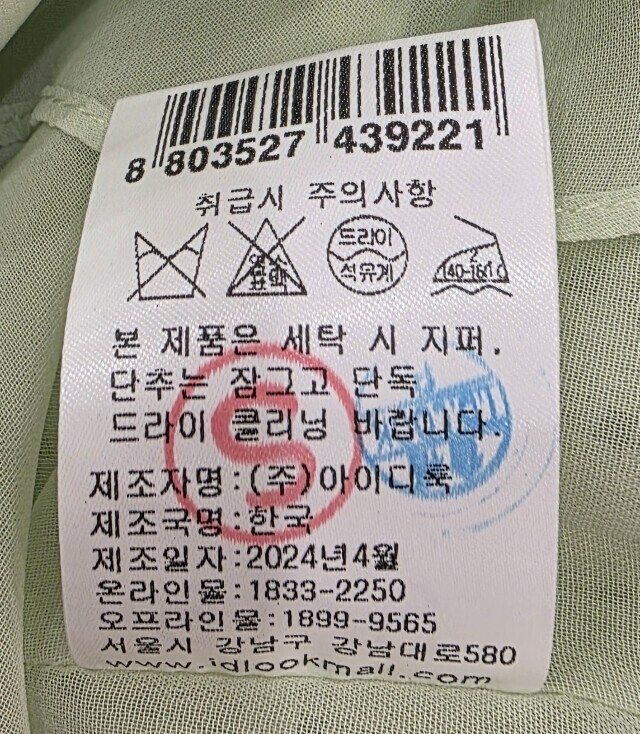 8 803527 439221
취급시 주의사항
염소
표백
드라이
석유계
2
140-160℃
본 제품은 세탁 시 지퍼,
단추는 잠그고 단독
드라이 클리닝 바랍니다.
S
제조자명:(주)아이디룩
제조국명:한국
제조일자:2024년4월
온라인몰:1833-2250
오프라인몰:1899-9565
서울시 강남구 강남대로580
www.idlookmall.com